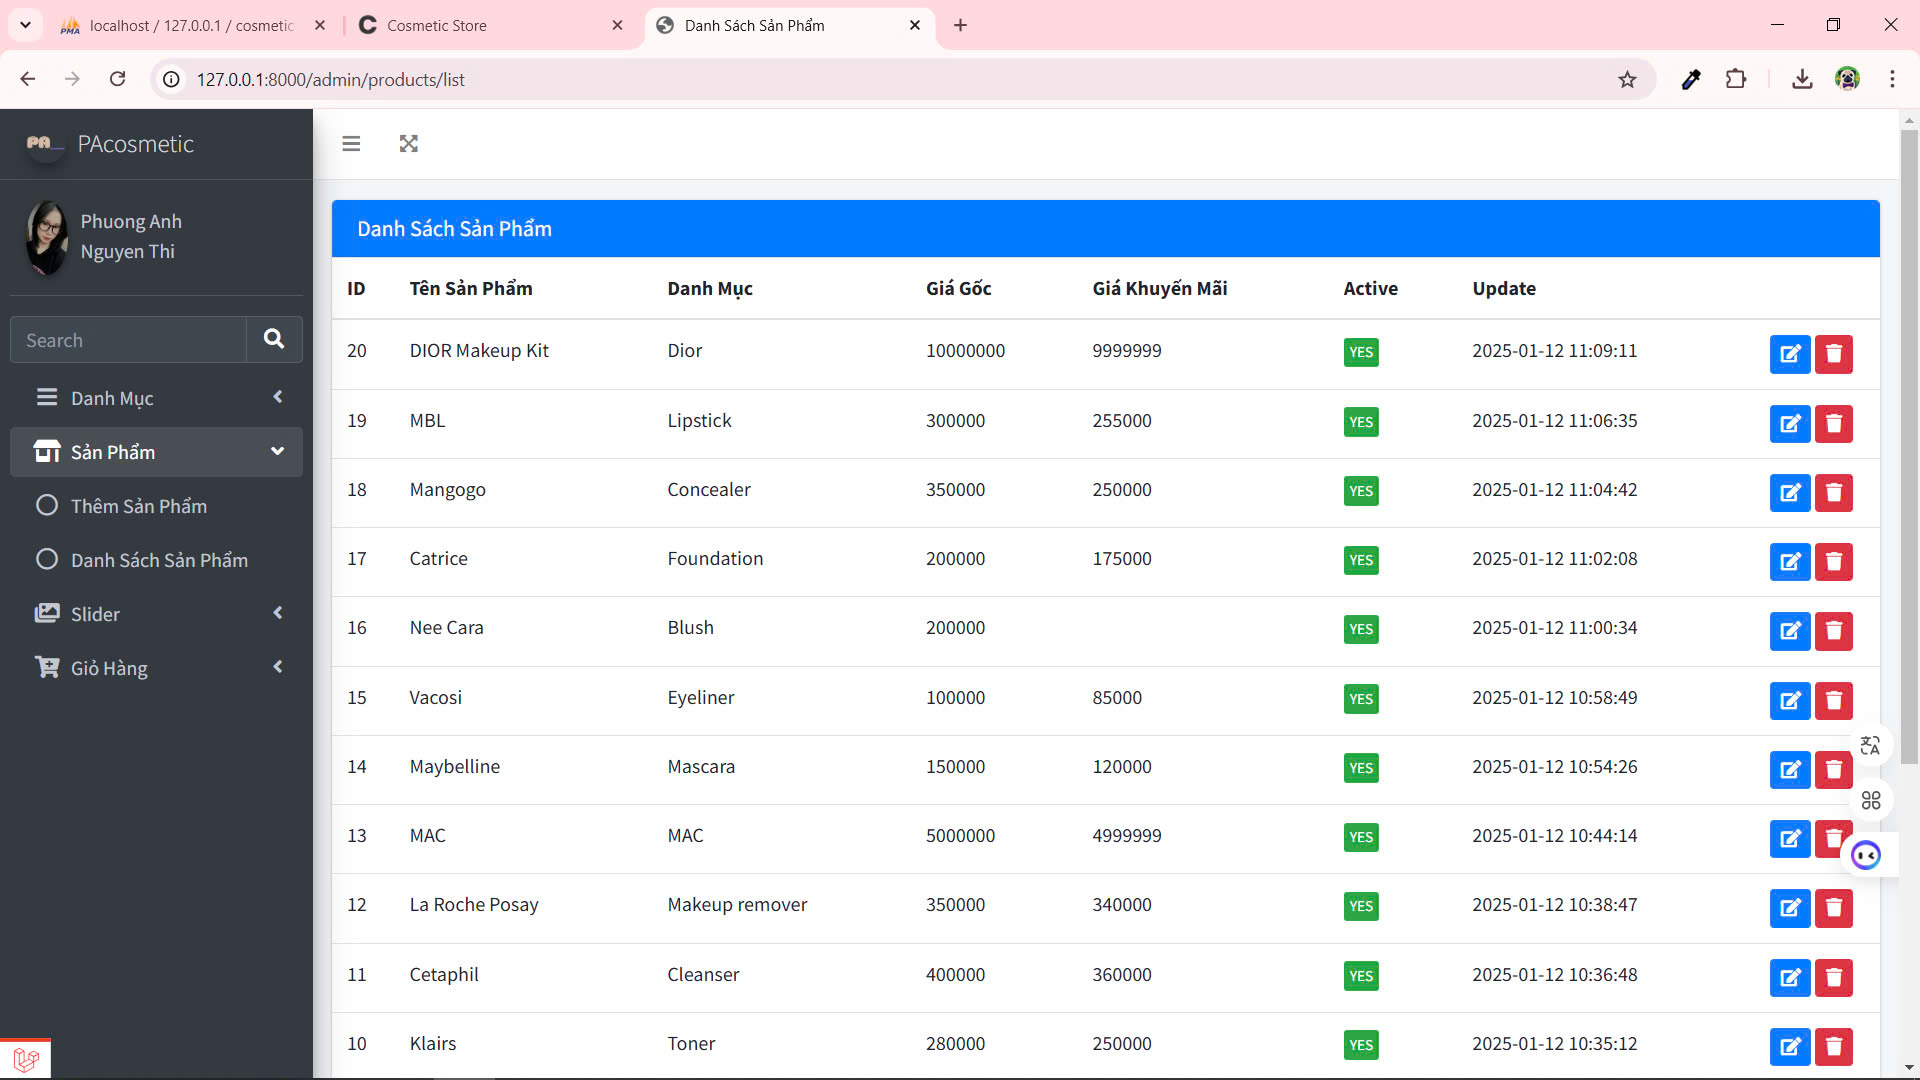 localhost / 127.0.0.1 / cosmetic
Cosmetic Store
Danh Sách Sản Phẩm
127.0.0.1:8000/admin/products/list
PA PAcosmetic
Phuong Anh
Nguyen Thi
Search
Danh Mục
Sản Phẩm
Thêm Sản Phẩm
Danh Sách Sản Phẩm
Slider
Giỏ Hàng
Danh Sách Sản Phẩm
ID Tên Sản Phẩm Danh Mục Giá Gốc Giá Khuyến Mãi Active Update
20 DIOR Makeup Kit Dior 10000000 9999999 YES 2025-01-12 11:09:11
19 MBL Lipstick 300000 255000 YES 2025-01-12 11:06:35
18 Mangogo Concealer 350000 250000 YES 2025-01-12 11:04:42
17 Catrice Foundation 200000 175000 YES 2025-01-12 11:02:08
16 Nee Cara Blush 200000 YES 2025-01-12 11:00:34
15 Vacosi Eyeliner 100000 85000 YES 2025-01-12 10:58:49
14 Maybelline Mascara 150000 120000 YES 2025-01-12 10:54:26
13 MAC MAC 5000000 4999999 YES 2025-01-12 10:44:14
12 La Roche Posay Makeup remover 350000 340000 YES 2025-01-12 10:38:47
11 Cetaphil Cleanser 400000 360000 YES 2025-01-12 10:36:48
10 Klairs Toner 280000 250000 YES 2025-01-12 10:35:12